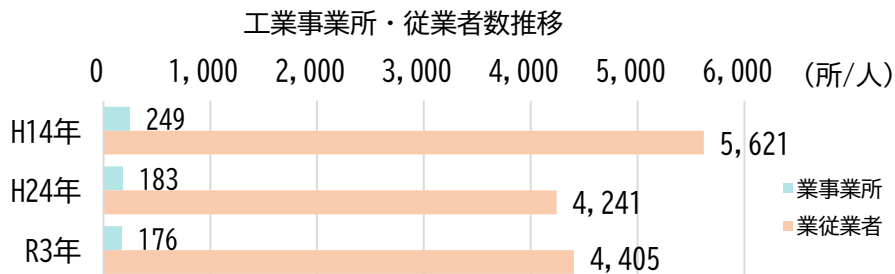 工業事業所・従業者数推移
0 1,000 2,000 3,000 4,000 5,000 6,000 (所/人)
H14年 249
5,621
H24年 183
4,241
業事業所
業従業者
R3年 176
4,405